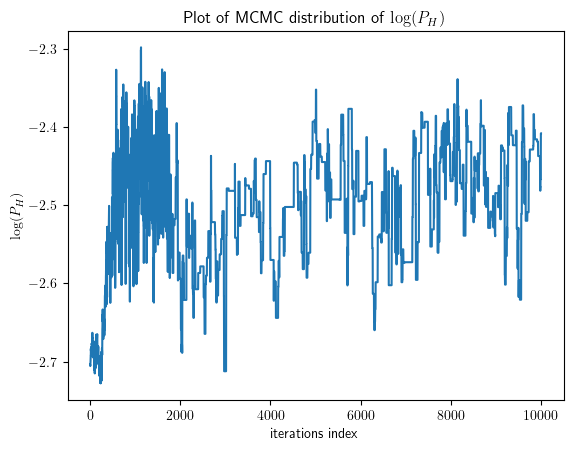 Plot of MCMC distribution of log(P_H)
−2.3
−2.4
−2.5
−2.6
−2.7
log(P_H)
0 2000 4000 6000 8000 10000
iterations index